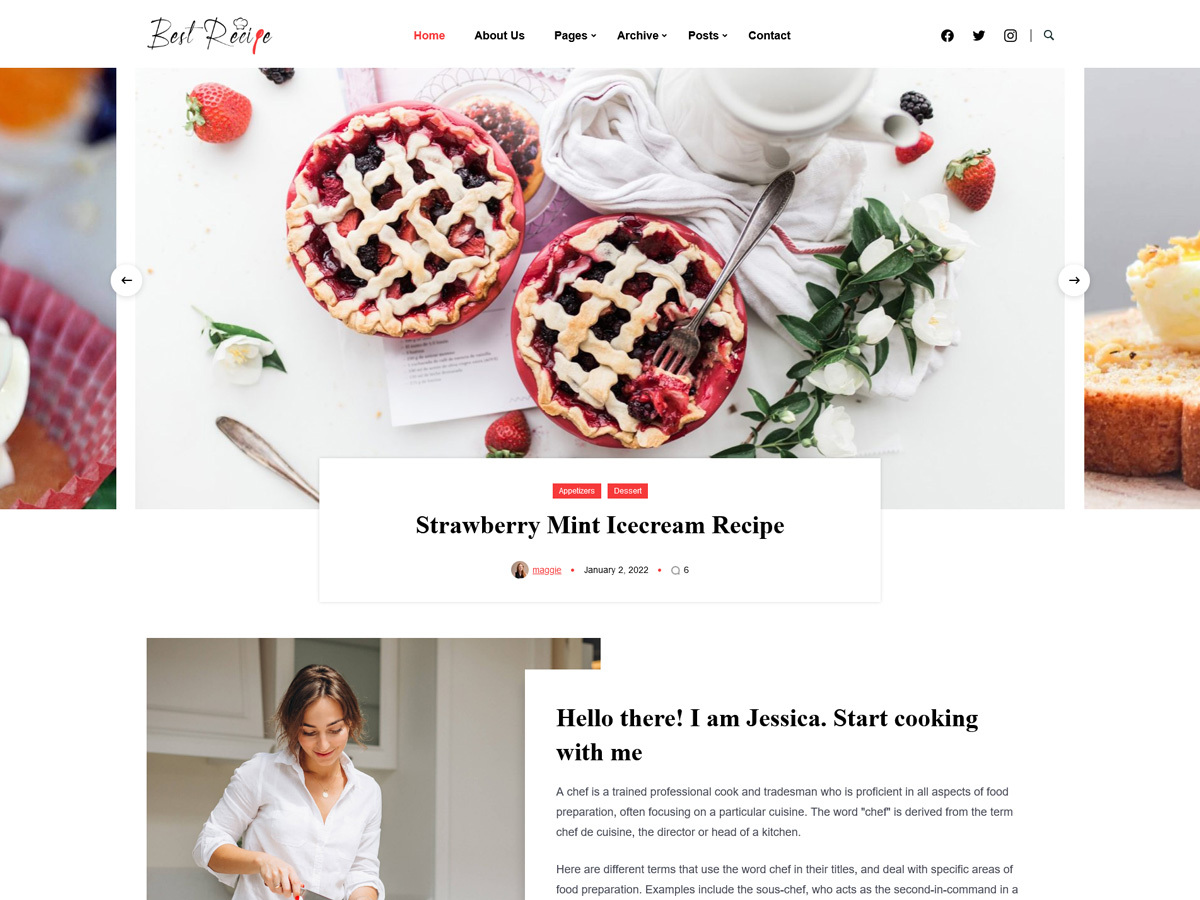 Best Recipe
Home About Us Pages Archive Posts Contact
Appetizers Dessert
Strawberry Mint Icecream Recipe
maggie • January 2, 2022 • 6
Hello there! I am Jessica. Start cooking
with me
A chef is a trained professional cook and tradesman who is proficient in all aspects of food
preparation, often focusing on a particular cuisine. The word "chef" is derived from the term
chef de cuisine, the director or head of a kitchen.
Here are different terms that use the word chef in their titles, and deal with specific areas of
food preparation. Examples include the sous-chef, who acts as the second-in-command in a